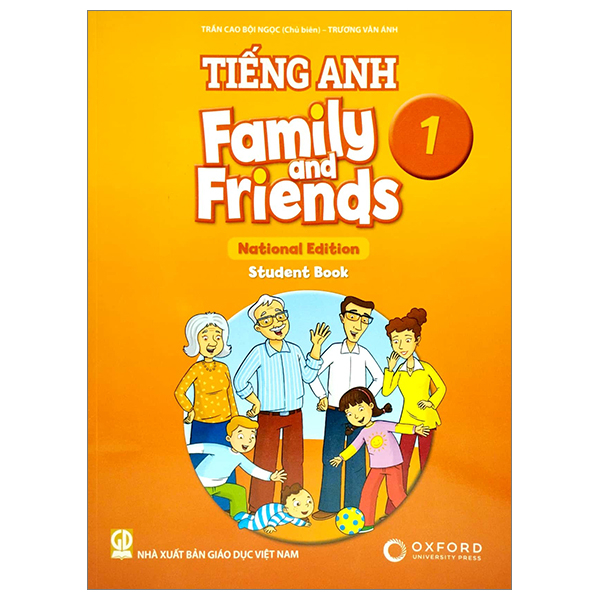 TRẦN CAO BỘI NGỌC (Chủ biên) – TRƯƠNG VĂN ÁNH
TIẾNG ANH
Family
and
Friends
1
National Edition
Student Book
GD
NHÀ XUẤT BẢN GIÁO DỤC VIỆT NAM
OXFORD
UNIVERSITY PRESS